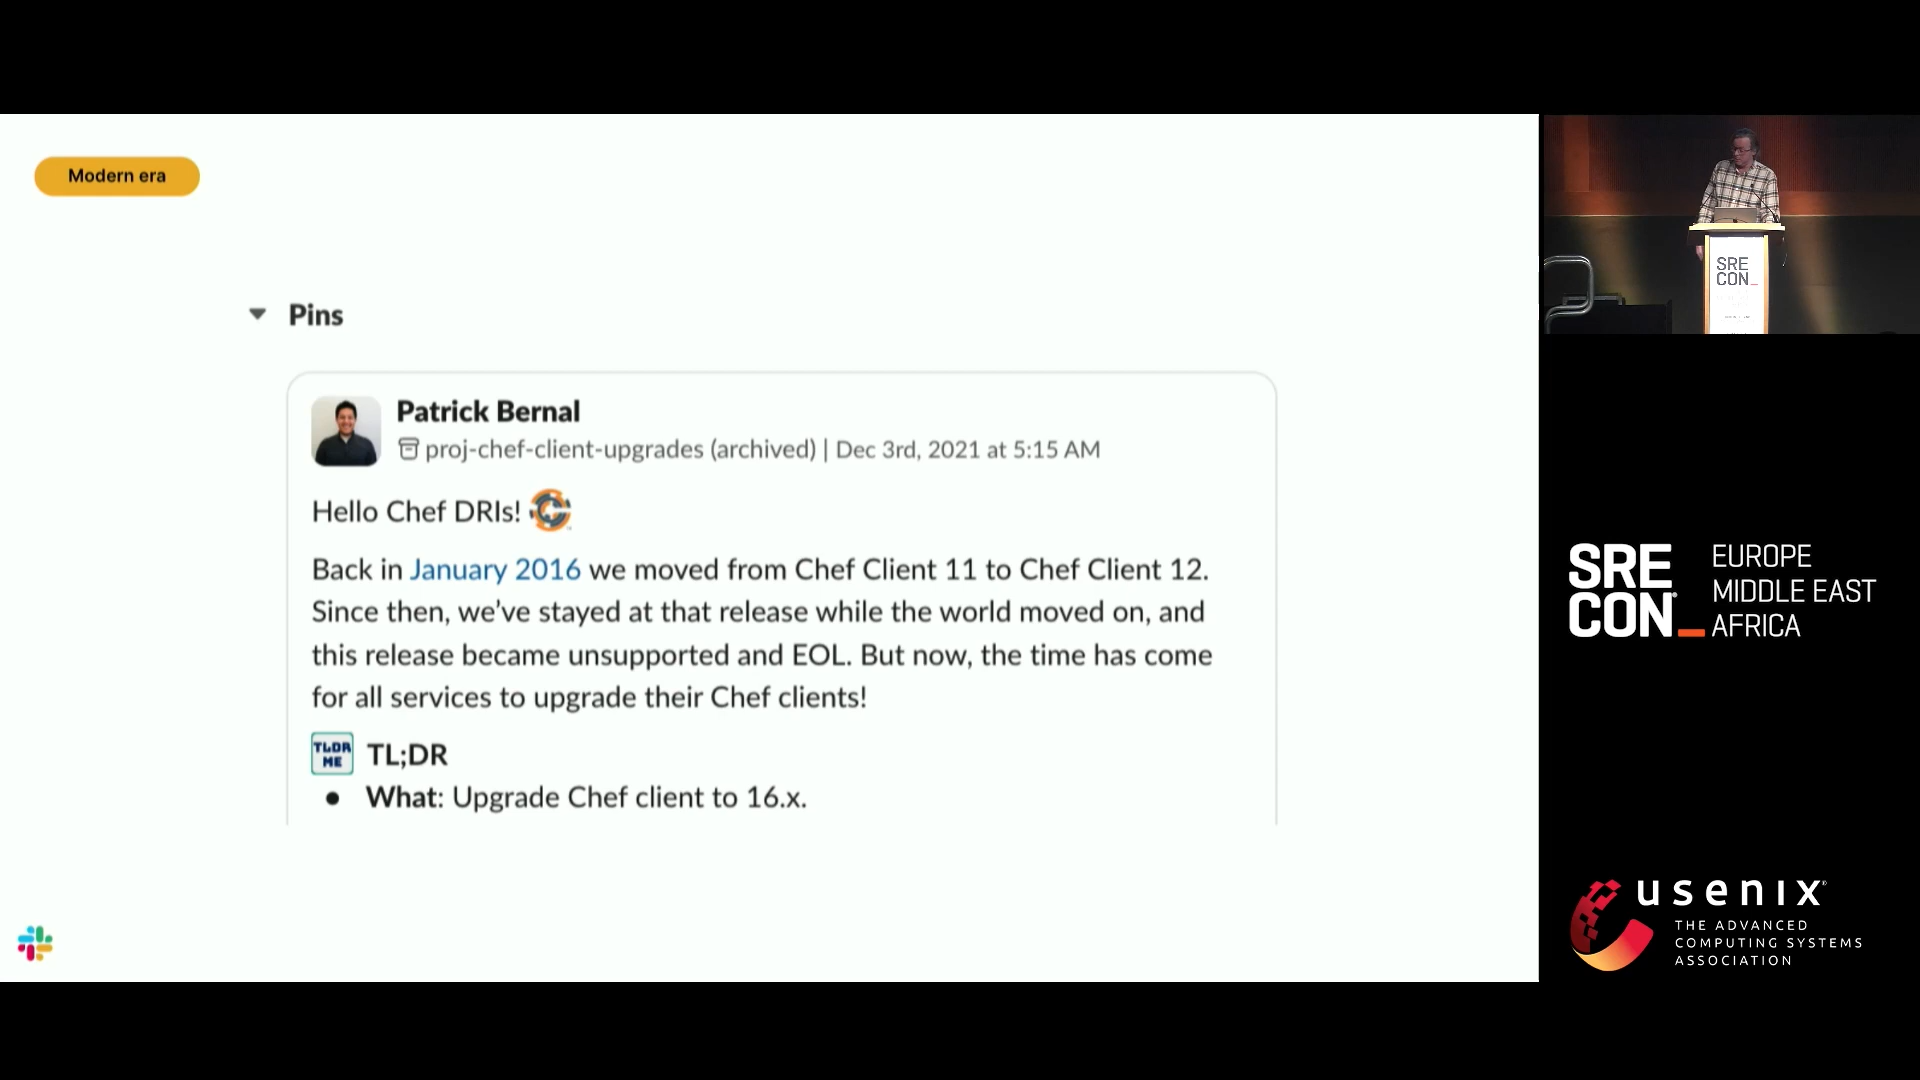 Modern era
Pins
Patrick Bernal
proj-chef-client-upgrades (archived) | Dec 3rd, 2021 at 5:15 AM
Hello Chef DRIs!
Back in January 2016 we moved from Chef Client 11 to Chef Client 12.
Since then, we've stayed at that release while the world moved on, and
this release became unsupported and EOL. But now, the time has come
for all services to upgrade their Chef clients!
TLDR
ME
TL;DR
• What: Upgrade Chef client to 16.x.
SRE
CON_
SRE
CON_
EUROPE
MIDDLE EAST
AFRICA
usenix
THE ADVANCED
COMPUTING SYSTEMS
ASSOCIATION